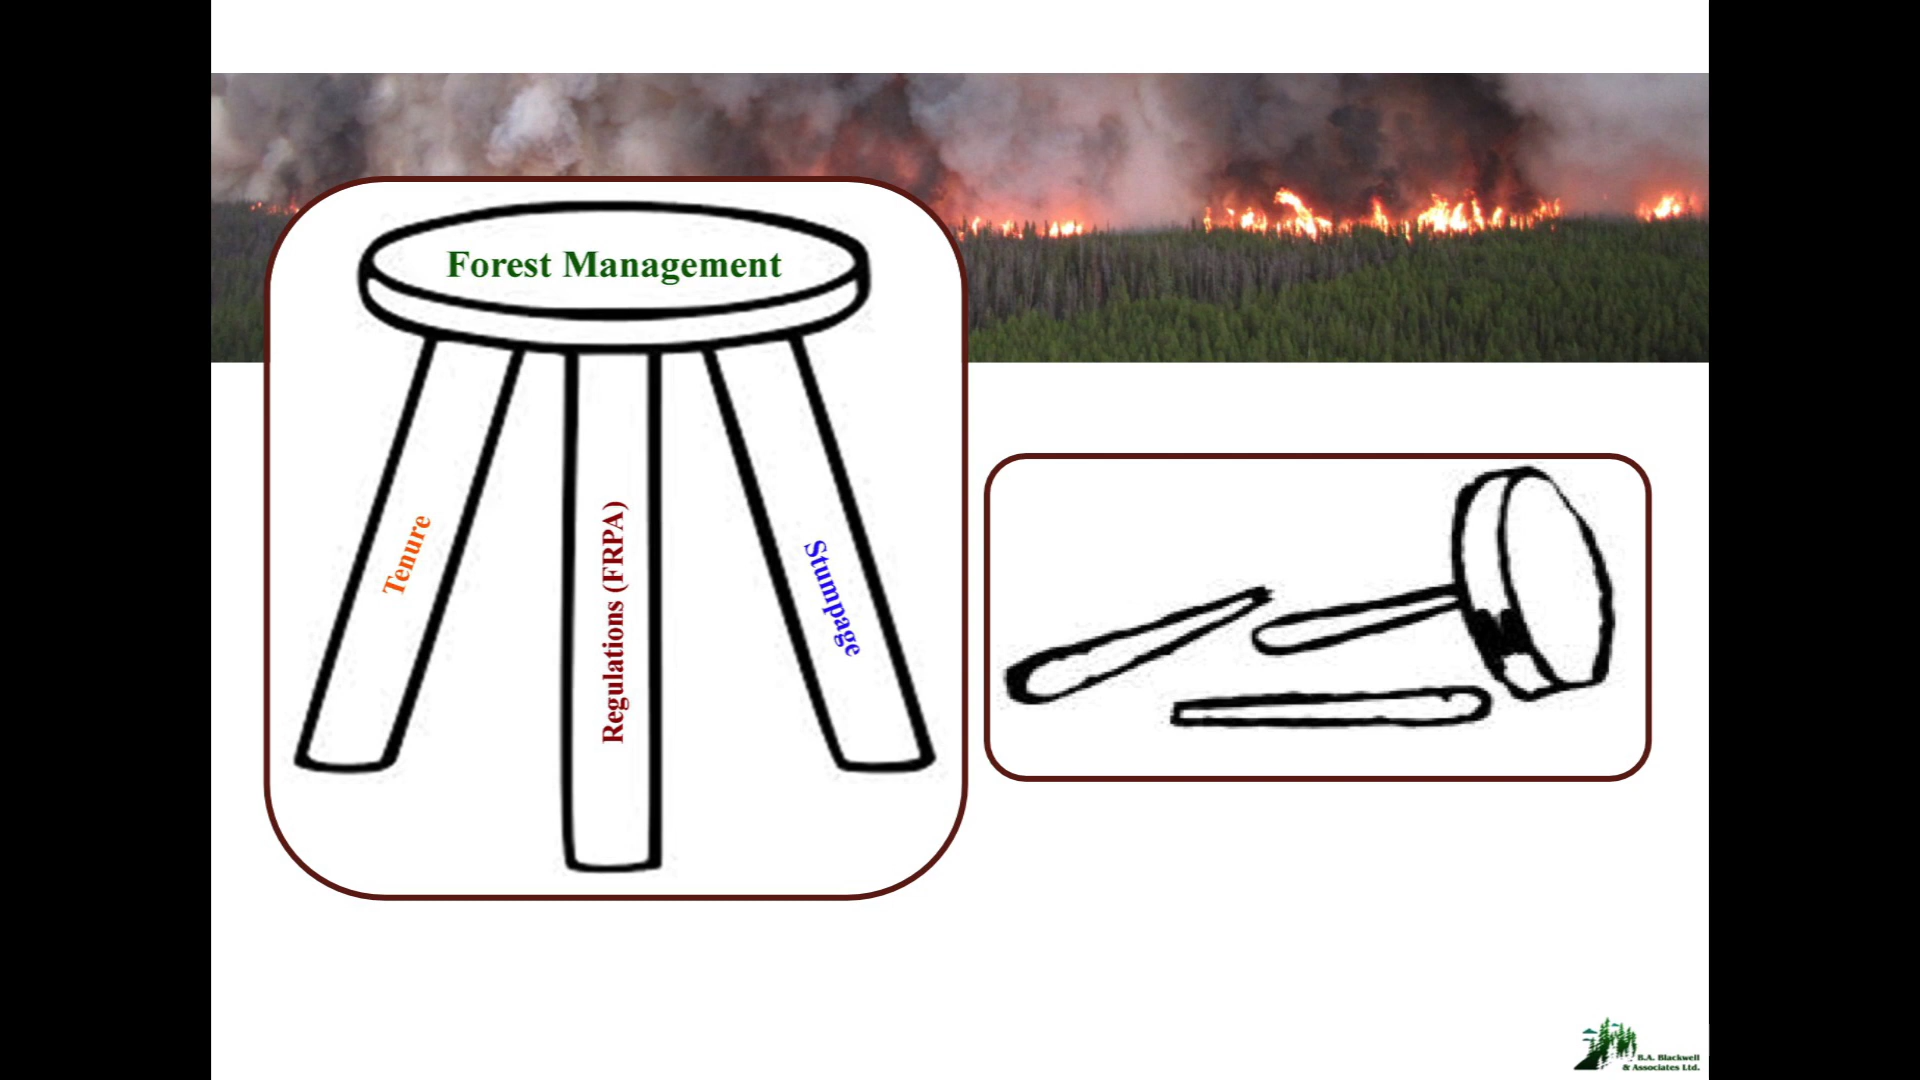 Forest Management
Tenure
Regulations (FRPA)
Stumpage
B.A. Blackwell
& Associates Ltd.